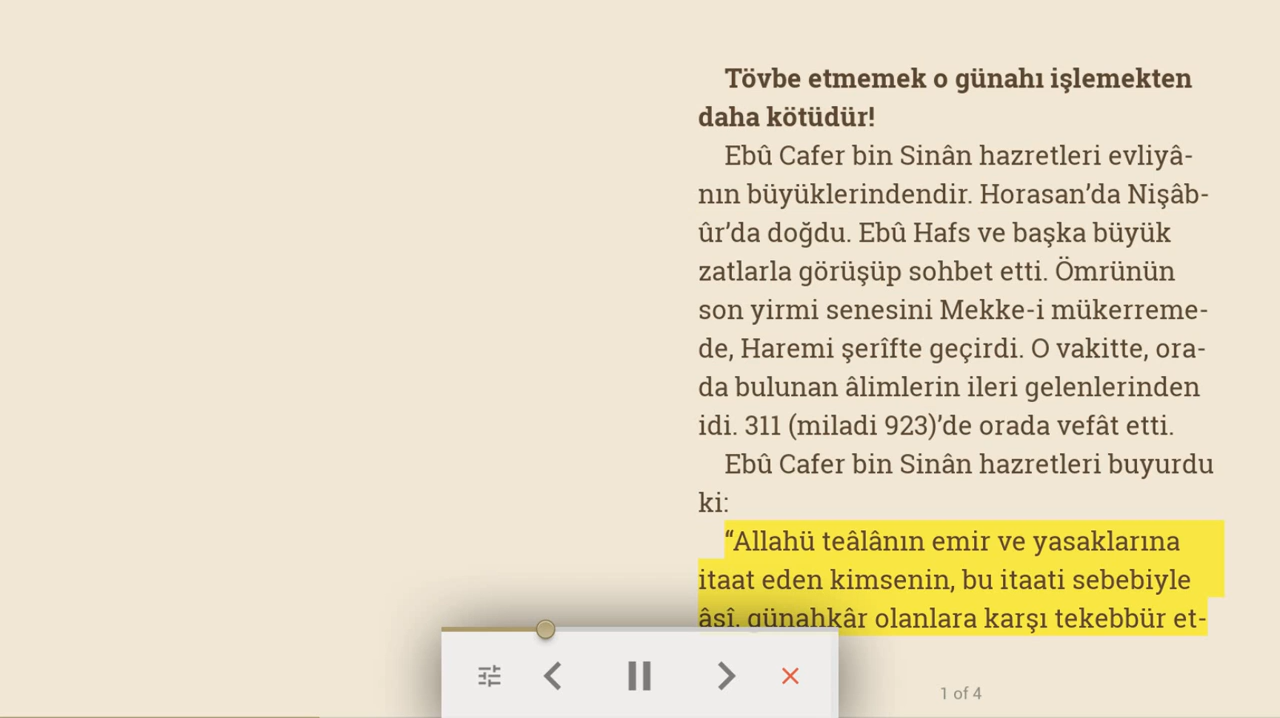 Tövbe etmemek o günahı işlemekten
daha kötüdür!
Ebû Cafer bin Sinân hazretleri evliyâ-
nın büyüklerindendir. Horasan’da Nişâb-
ûr’da doğdu. Ebû Hafs ve başka büyük
zatlarla görüşüp sohbet etti. Ömrünün
son yirmi senesini Mekke-i mükerreme-
de, Haremi şerîfte geçirdi. O vakitte, ora-
da bulunan âlimlerin ileri gelenlerinden
idi. 311 (miladi 923)’de orada vefât etti.
Ebû Cafer bin Sinân hazretleri buyurdu
ki:
“Allahü teâlânın emir ve yasaklarına
itaat eden kimsenin, bu itaati sebebiyle
âsî, günahkâr olanlara karşı tekebbür et-
1 of 4